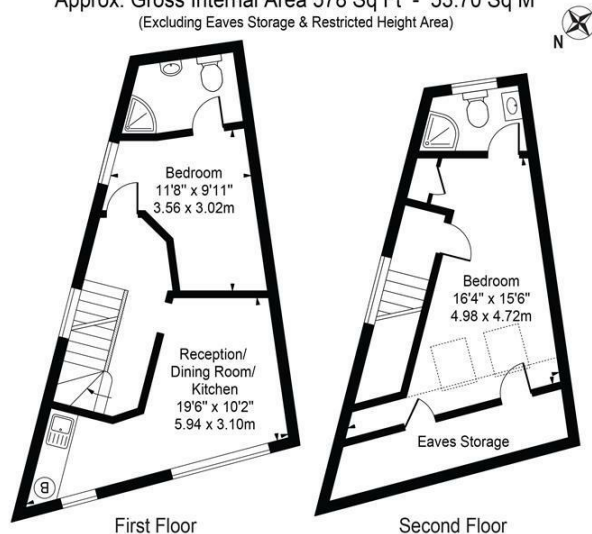 Approx. Gross Internal Area 578 Sq Ft - 53.70 Sq M
(Excluding Eaves Storage & Restricted Height Area)
N
Bedroom
11'8" x 9'11"
3.56 x 3.02m
Reception/
Dining Room/
Kitchen
19'6" x 10'2"
5.94 x 3.10m
B
First Floor
Bedroom
16'4" x 15'6"
4.98 x 4.72m
Eaves Storage
Second Floor